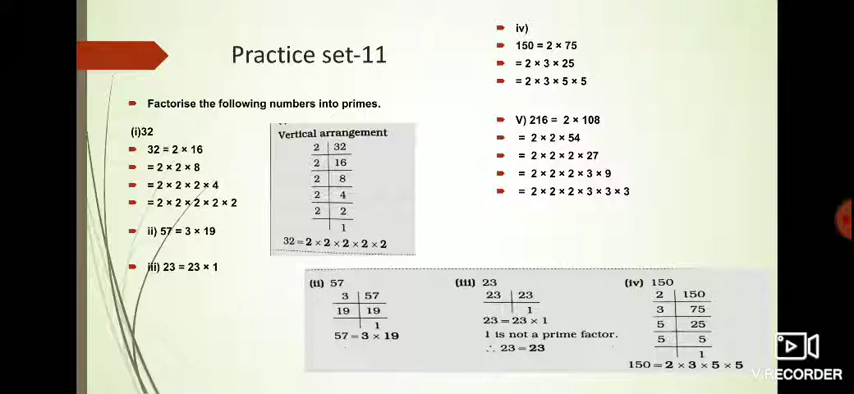 Practice set-11
Factorise the following numbers into primes.
(i)32
32 = 2 × 16
= 2 × 2 × 8
= 2 × 2 × 2 × 4
= 2 × 2 × 2 × 2 × 2
ii) 57 = 3 × 19
iii) 23 = 23 × 1
Vertical arrangement
2 | 32
2 | 16
2 | 8
2 | 4
2 | 2
| 1
32 = 2 × 2 × 2 × 2 × 2
iv)
150 = 2 × 75
= 2 × 3 × 25
= 2 × 3 × 5 × 5
V) 216 = 2 × 108
= 2 × 2 × 54
= 2 × 2 × 2 × 27
= 2 × 2 × 2 × 3 × 9
= 2 × 2 × 2 × 3 × 3 × 3
(ii) 57
3 | 57
19 | 19
| 1
57 = 3 × 19
(iii) 23
23 | 23
| 1
23 = 23 × 1
1 is not a prime factor.
∴ 23 = 23
(iv) 150
2 | 150
3 | 75
5 | 25
5 | 5
| 1
150 = 2 × 3 × 5 × 5
V.RECORDER